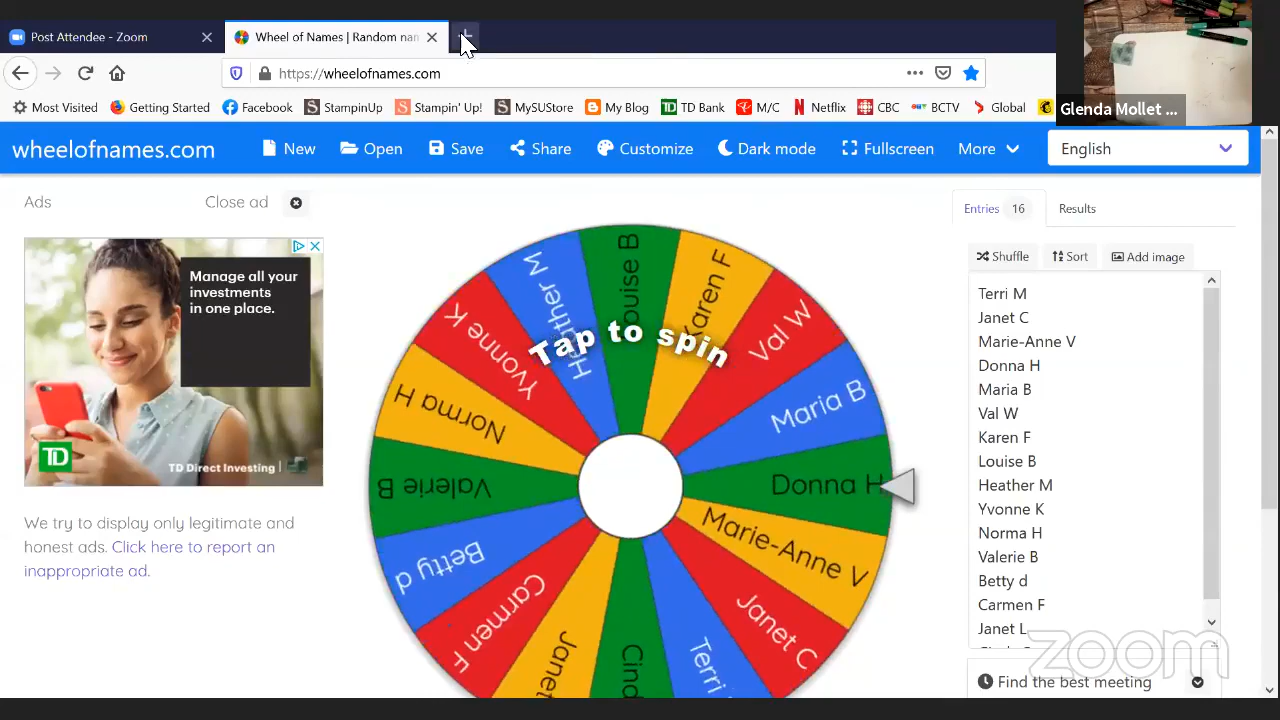 Post Attendee - Zoom
Wheel of Names | Random nam
https://wheelofnames.com
Glenda Mollet ...
Most Visited
Getting Started
Facebook
StampinUp
Stampin' Up!
MySUStore
My Blog
TD Bank
M/C
Netflix
CBC
BCTV
Global
wheelofnames.com
New
Open
Save
Share
Customize
Dark mode
Fullscreen
More
English
Ads
Close ad
Manage all your
investments
in one place.
TD
TD Direct Investing |
We try to display only legitimate and
honest ads. Click here to report an
inappropriate ad.
Tap to spin
Louise B
Karen F
Val W
Maria B
Donna H
Marie-Anne V
Janet C
Terri
Cind
Janet
Carmen F
Betty d
Valerie B
Norma H
Yvonne K
Heather M
Entries 16
Results
Shuffle
Sort
Add image
Terri M
Janet C
Marie-Anne V
Donna H
Maria B
Val W
Karen F
Louise B
Heather M
Yvonne K
Norma H
Valerie B
Betty d
Carmen F
Janet L
Find the best meeting
zoom